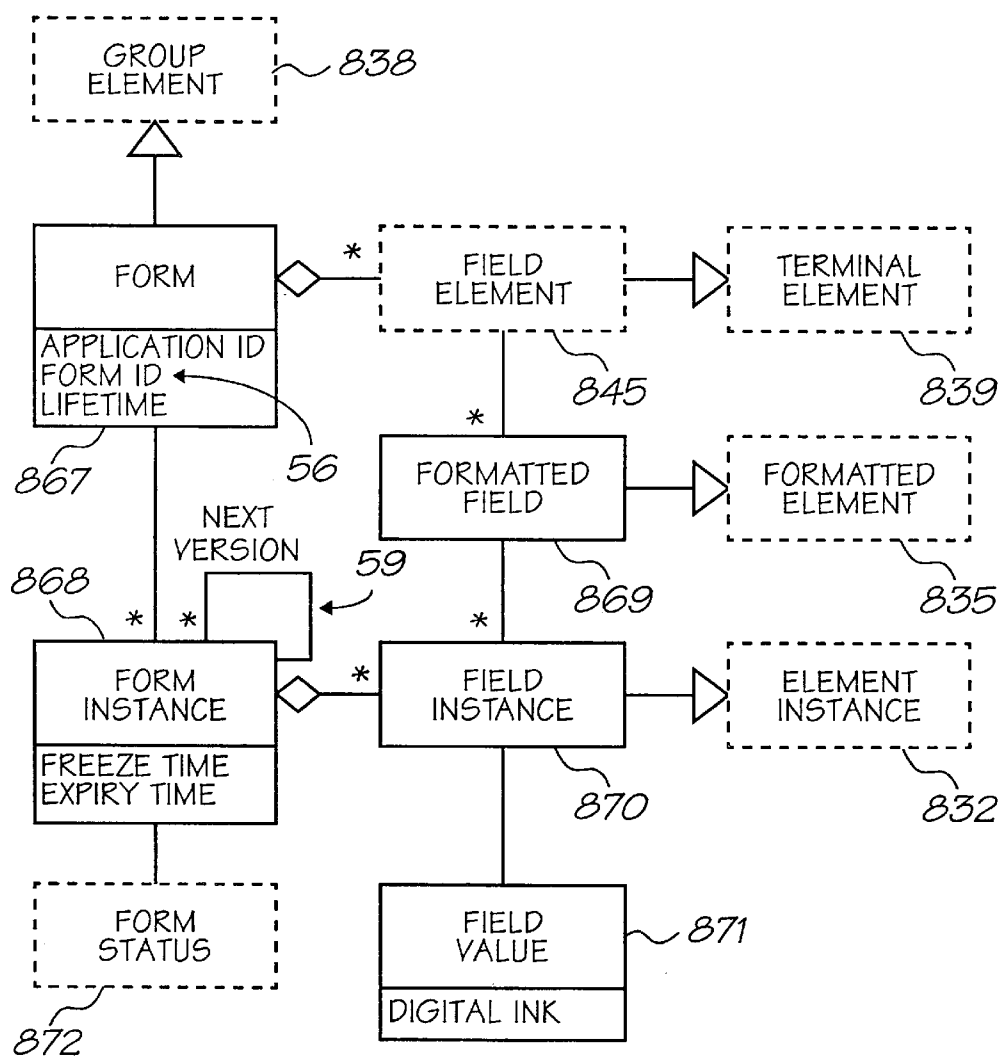 GROUP
ELEMENT
838
FORM
*
FIELD
ELEMENT
TERMINAL
ELEMENT
APPLICATION ID
FORM ID
LIFETIME
845
839
867
56
*
FORMATTED
FIELD
FORMATTED
ELEMENT
NEXT
VERSION
59
869
835
868
*
*
*
*
FORM
INSTANCE
FIELD
INSTANCE
ELEMENT
INSTANCE
FREEZE TIME
EXPIRY TIME
870
832
FORM
STATUS
FIELD
VALUE
871
DIGITAL INK
872